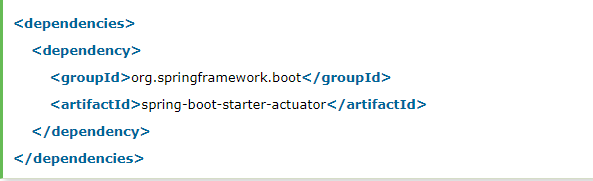 <dependencies>
<dependency>
<groupId>org.springframework.boot</groupId>
<artifactId>spring-boot-starter-actuator</artifactId>
</dependency>
</dependencies>